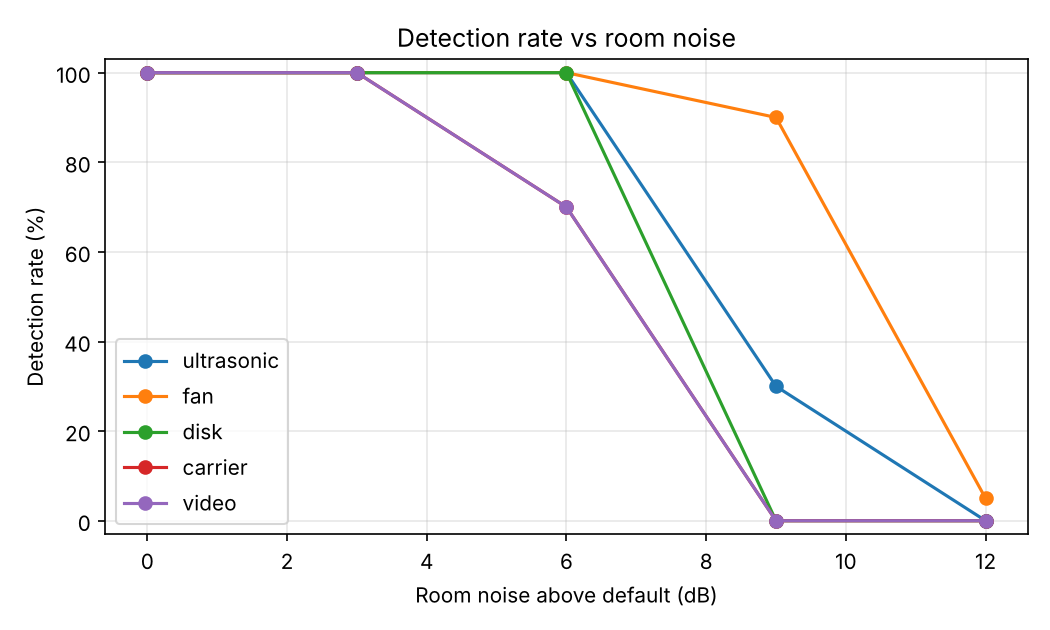 Detection rate vs room noise
Detection rate (%)
100
80
60
40
20
0
ultrasonic
fan
disk
carrier
video
0 2 4 6 8 10 12
Room noise above default (dB)